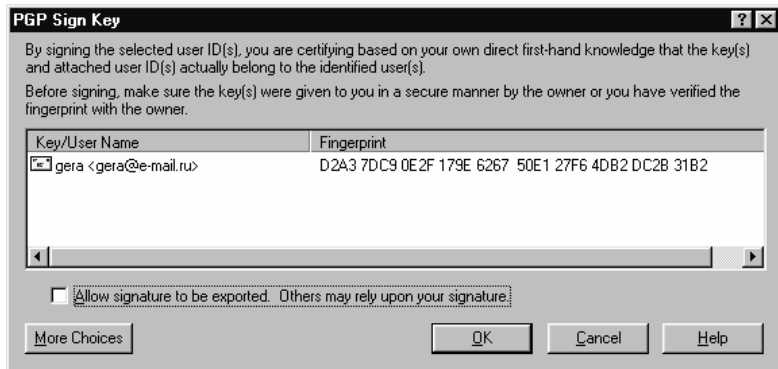 PGP Sign Key
By signing the selected user ID(s), you are certifying based on your own direct first-hand knowledge that the key(s)
and attached user ID(s) actually belong to the identified user(s).
Before signing, make sure the key(s) were given to you in a secure manner by the owner or you have verified the
fingerprint with the owner.
Key/User Name Fingerprint
gera <gera@e-mail.ru> D2A3 7DC9 0E2F 179E 6267 50E1 27F6 4DB2 DC2B 31B2
Allow signature to be exported. Others may rely upon your signature.
More Choices OK Cancel Help